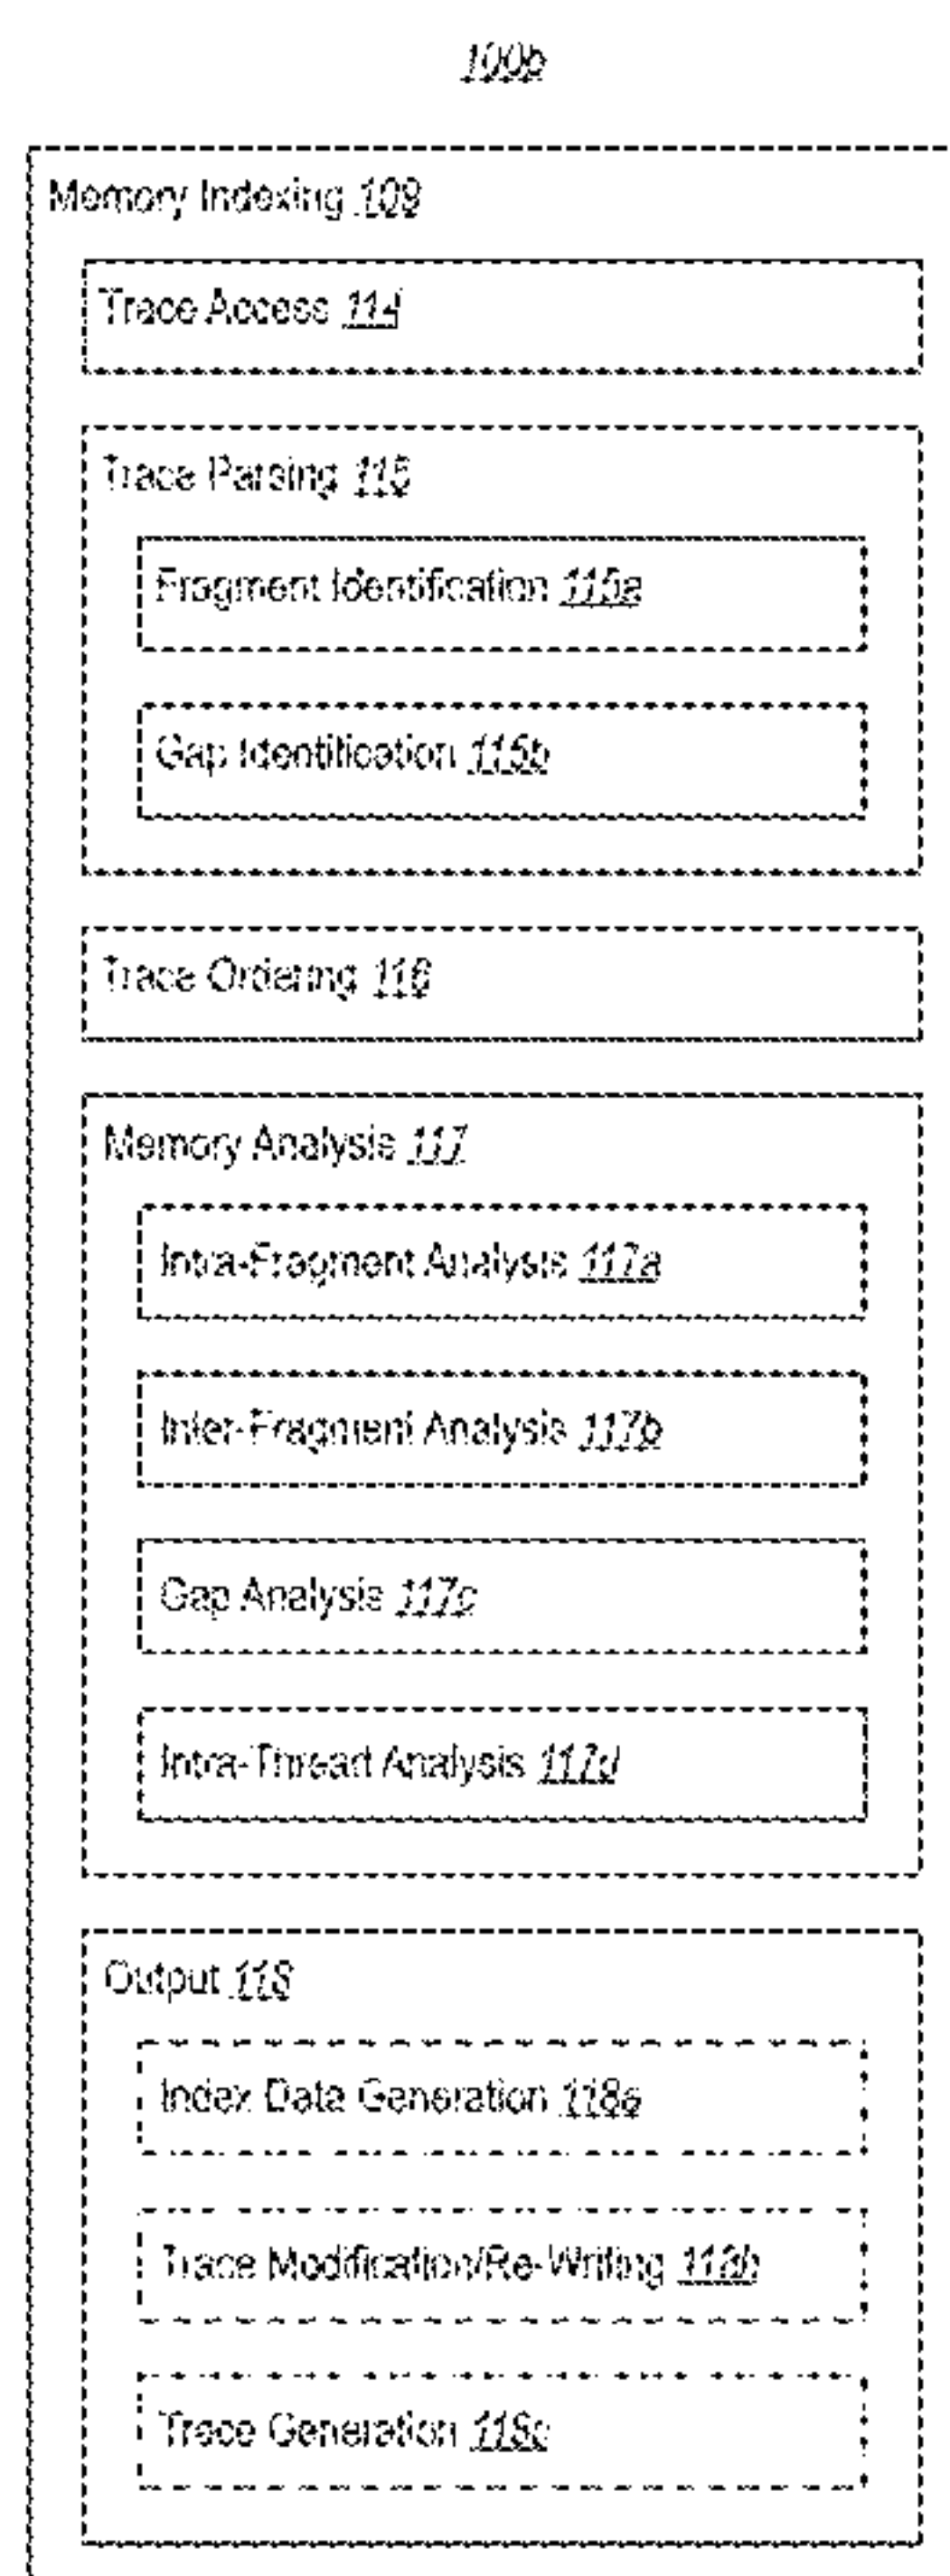 100b
Memory Indexing 109
Trace Access 114
Trace Parsing 115
Fragment Identification 115a
Gap Identification 115b
Trace Ordering 116
Memory Analysis 117
Intra-Fragment Analysis 117a
Inter-Fragment Analysis 117b
Gap Analysis 117c
Intra-Thread Analysis 117d
Output 118
Index Data Generation 118a
Trace Modification/Re-Writing 118b
Trace Generation 118c